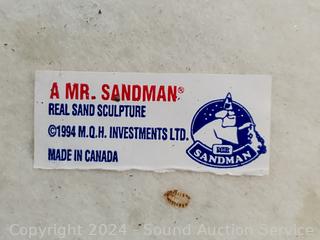 A MR. SANDMAN®
REAL SAND SCULPTURE
©1994 M.Q.H. INVESTMENTS LTD.
MADE IN CANADA
MR
SANDMAN
Copyright 2024 - Sound Auction Service